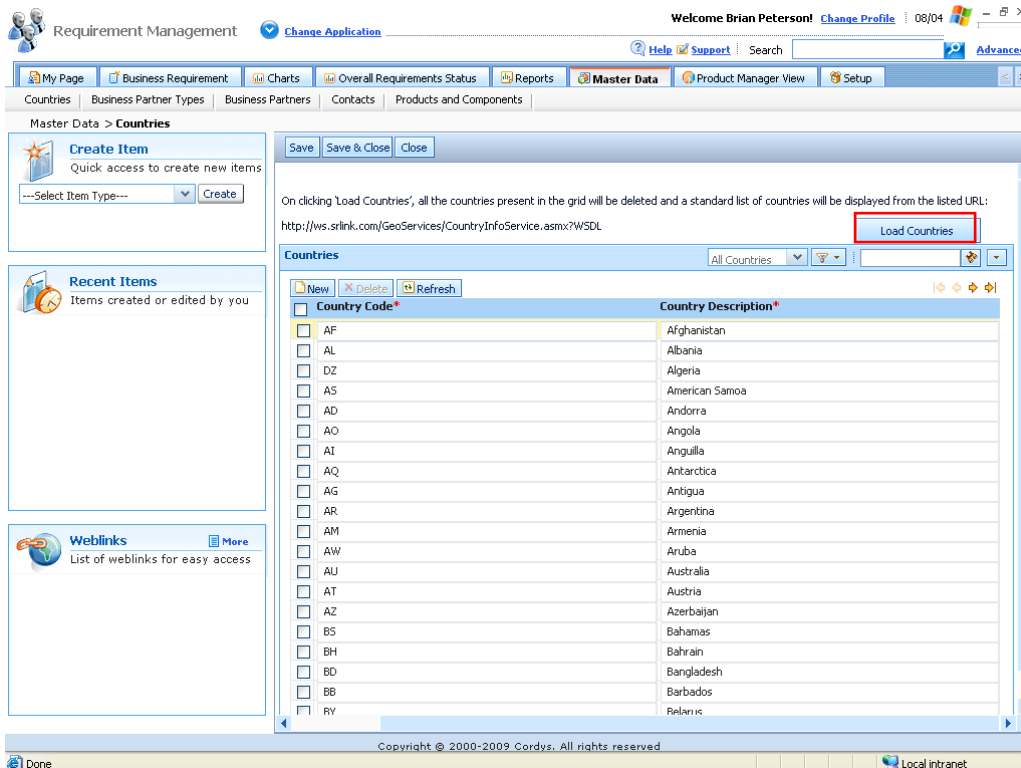 Welcome Brian Peterson! Change Profile 08/04
Requirement Management Change Application
Help Support Search Advance
My Page Business Requirement Charts Overall Requirements Status Reports Master Data Product Manager View Setup
Countries Business Partner Types Business Partners Contacts Products and Components
Master Data > Countries
Create Item
Quick access to create new items
---Select Item Type--- Create
Recent Items
Items created or edited by you
Weblinks More
List of weblinks for easy access
Save Save & Close Close
On clicking 'Load Countries', all the countries present in the grid will be deleted and a standard list of countries will be displayed from the listed URL:
http://ws.srlink.com/GeoServices/CountryInfoService.asmx?WSDL
Load Countries
Countries All Countries
New Delete Refresh
Country Code* Country Description*
AF Afghanistan
AL Albania
DZ Algeria
AS American Samoa
AD Andorra
AO Angola
AI Anguilla
AQ Antarctica
AG Antigua
AR Argentina
AM Armenia
AW Aruba
AU Australia
AT Austria
AZ Azerbaijan
BS Bahamas
BH Bahrain
BD Bangladesh
BB Barbados
BY Belarus
Copyright © 2000-2009 Cordys. All rights reserved
Done Local intranet